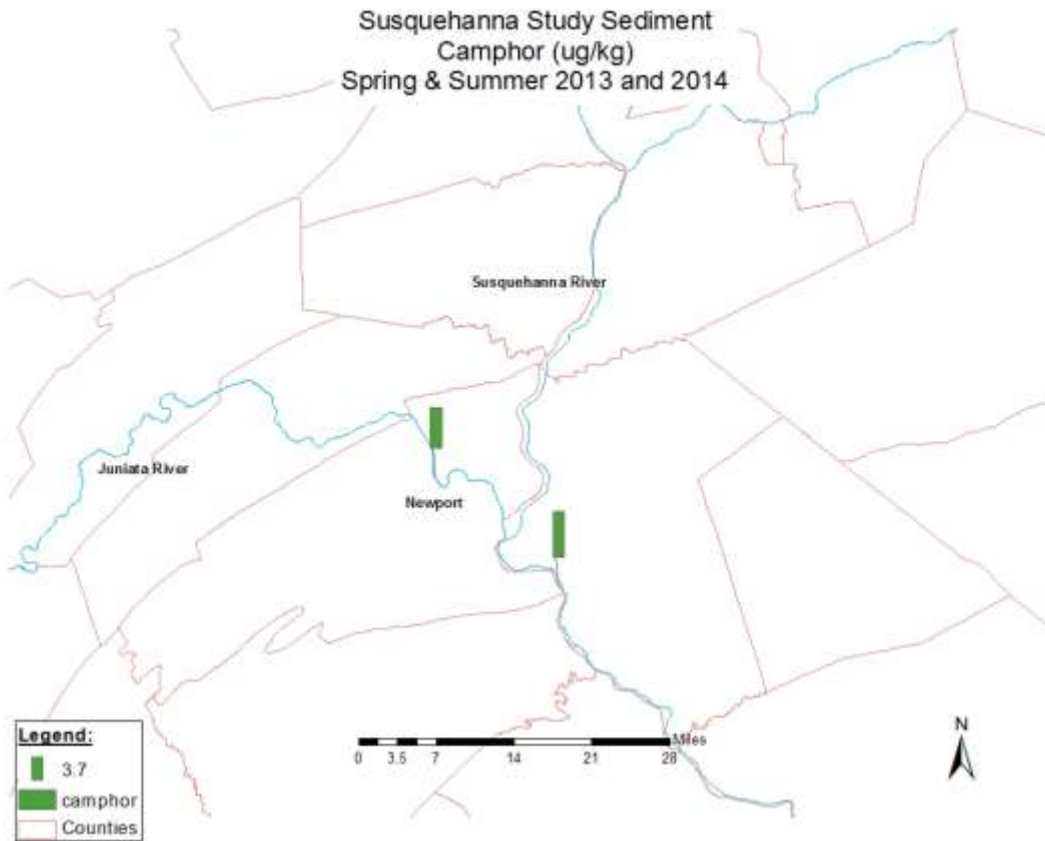 Susquehanna Study Sediment
Camphor (ug/kg)
Spring & Summer 2013 and 2014
Susquehanna River
Juniata River
Newport
Legend:
3.7
camphor
Counties
Miles
0 3.5 7 14 21 28
N